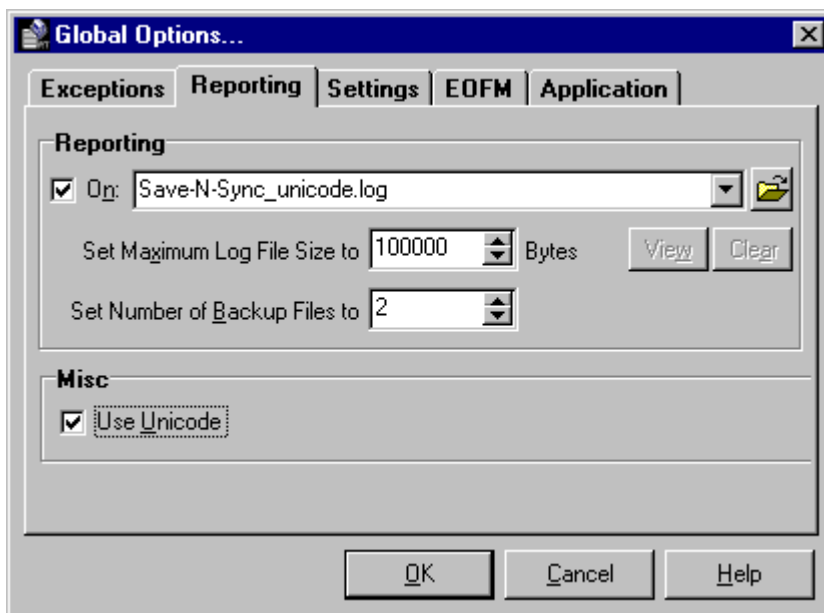 Global Options...
Exceptions Reporting Settings EOFM Application
Reporting
On: Save-N-Sync_unicode.log
Set Maximum Log File Size to 100000 Bytes View Clear
Set Number of Backup Files to 2
Misc
Use Unicode
OK Cancel Help